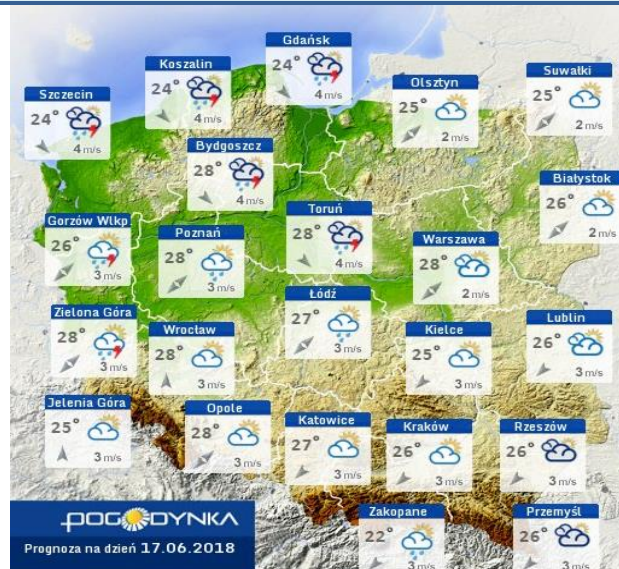 Gdańsk
24°
4 m/s
Koszalin
24°
4 m/s
Szczecin
24°
4 m/s
Olsztyn
25°
2 m/s
Suwałki
25°
2 m/s
Bydgoszcz
28°
4 m/s
Białystok
26°
2 m/s
Gorzów Wlkp
26°
3 m/s
Poznań
28°
3 m/s
Toruń
28°
4 m/s
Warszawa
28°
2 m/s
Łódź
27°
3 m/s
Zielona Góra
28°
3 m/s
Wrocław
28°
3 m/s
Kielce
25°
3 m/s
Lublin
26°
3 m/s
Jelenia Góra
25°
3 m/s
Opole
28°
3 m/s
Katowice
27°
3 m/s
Kraków
26°
3 m/s
Rzeszów
26°
3 m/s
Zakopane
22°
3 m/s
Przemyśl
26°
3 m/s
POGODYNKA
Prognoza na dzień 17.06.2018